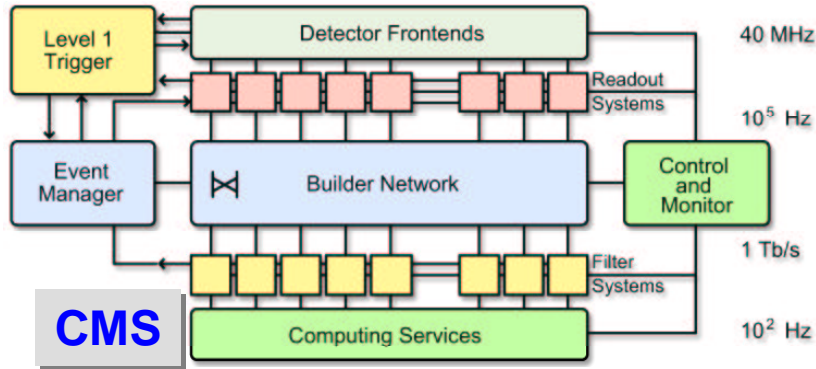 Level 1
Trigger
Detector Frontends
40 MHz
Readout
Systems
10⁵ Hz
Event
Manager
Builder Network
Control
and
Monitor
1 Tb/s
Filter
Systems
CMS
Computing Services
10² Hz